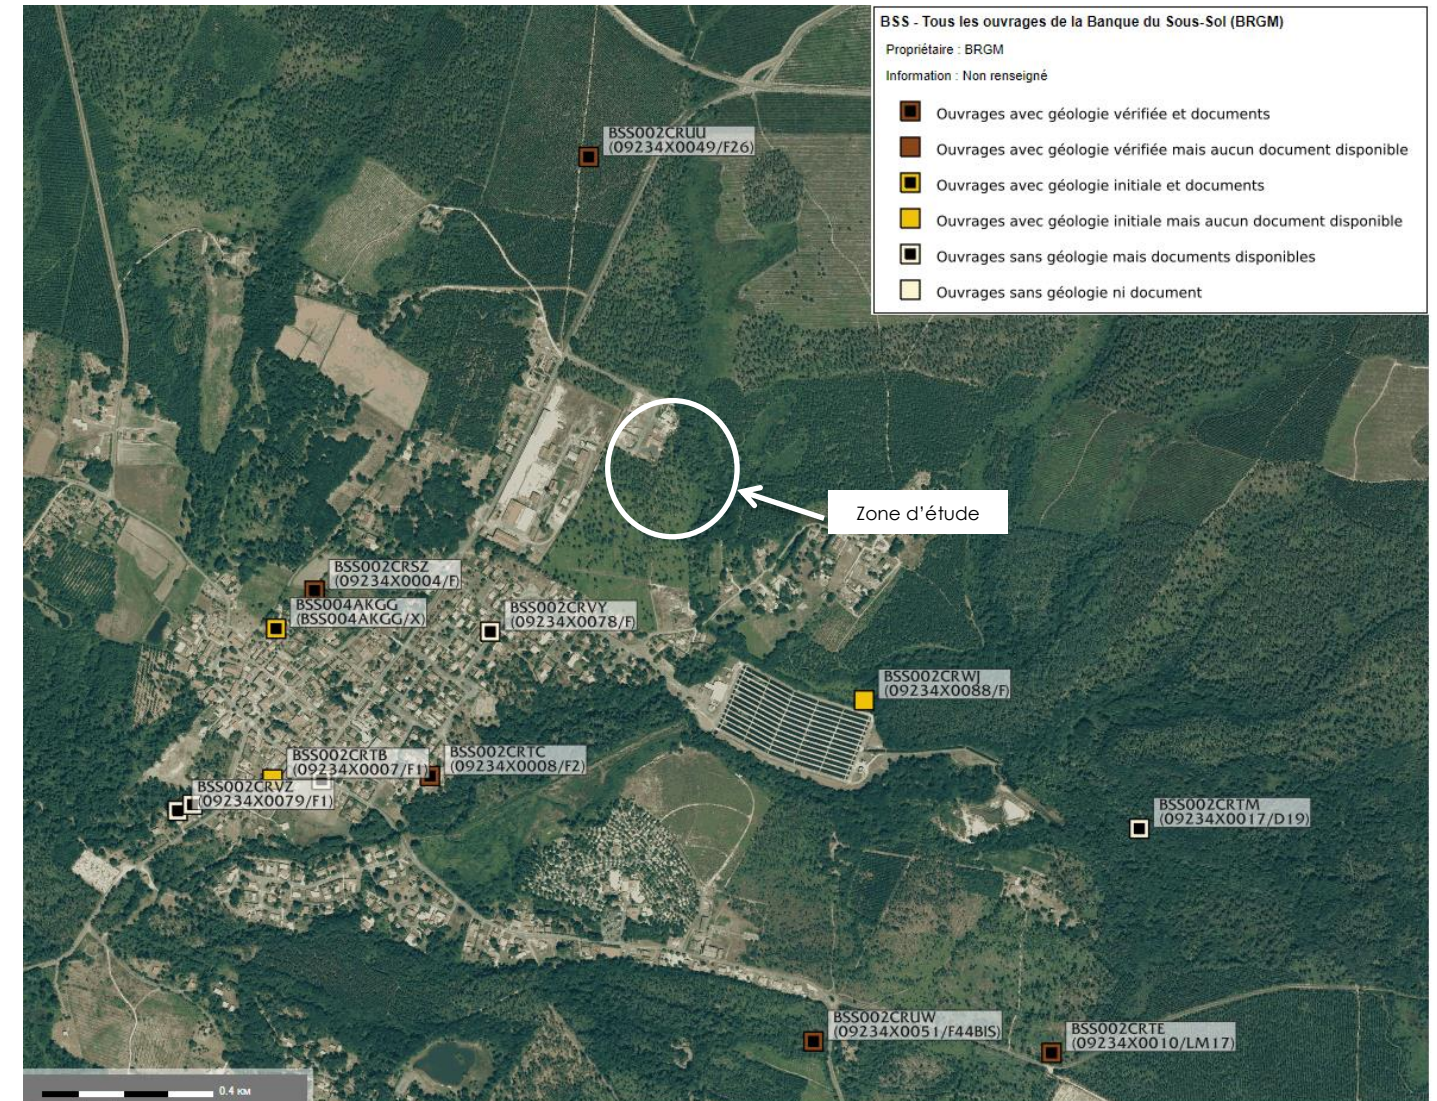 BSS - Tous les ouvrages de la Banque du Sous-Sol (BRGM)
Propriétaire : BRGM
Information : Non renseigné
Ouvrages avec géologie vérifiée et documents
Ouvrages avec géologie vérifiée mais aucun document disponible
Ouvrages avec géologie initiale et documents
Ouvrages avec géologie initiale mais aucun document disponible
Ouvrages sans géologie mais documents disponibles
Ouvrages sans géologie ni document
BSS002CRUU
(09234X0049/F26)
Zone d'étude
BSS002CRSZ
(09234X0004/F)
BSS004AKGG
(BSS004AKGG/X)
BSS002CRVY
(09234X0078/F)
BSS002CRWJ
(09234X0088/F)
BSS002CRTB
(09234X0007/F1)
BSS002CRTC
(09234X0008/F2)
BSS002CRVZ
(09234X0079/F1)
BSS002CRTM
(09234X0017/D19)
BSS002CRUW
(09234X0051/F44BIS)
BSS002CRTE
(09234X0010/LM17)
0.4 KM